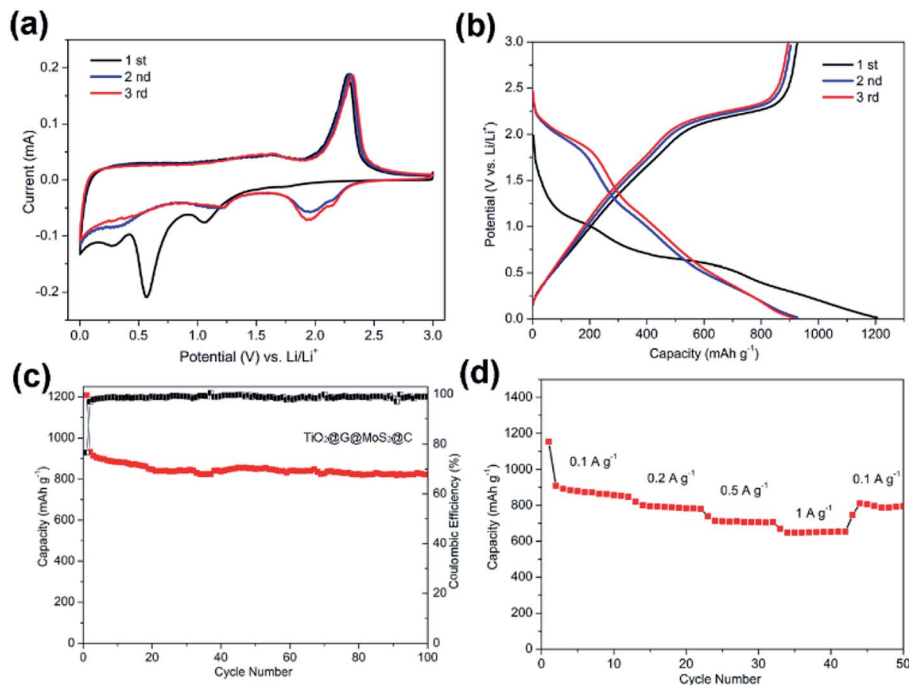 (a)
1 st
2 nd
3 rd
Current (mA)
0.2
0.1
0.0
-0.1
-0.2
0.0 0.5 1.0 1.5 2.0 2.5 3.0
Potential (V) vs. Li/Li⁺
(b)
1 st
2 nd
3 rd
Potential (V vs. Li/Li⁺)
3.0
2.5
2.0
1.5
1.0
0.5
0.0
0 200 400 600 800 1000 1200
Capacity (mAh g⁻¹)
(c)
TiO₂@G@MoS₂@C
Capacity (mAh g⁻¹)
1200
1000
800
600
400
200
0
Coulombic Efficiency (%)
100
80
60
40
20
0
0 20 40 60 80 100
Cycle Number
(d)
0.1 A g⁻¹
0.2 A g⁻¹
0.5 A g⁻¹
1 A g⁻¹
0.1 A g⁻¹
Capacity (mAh g⁻¹)
1400
1200
1000
800
600
400
200
0
0 10 20 30 40 50
Cycle Number